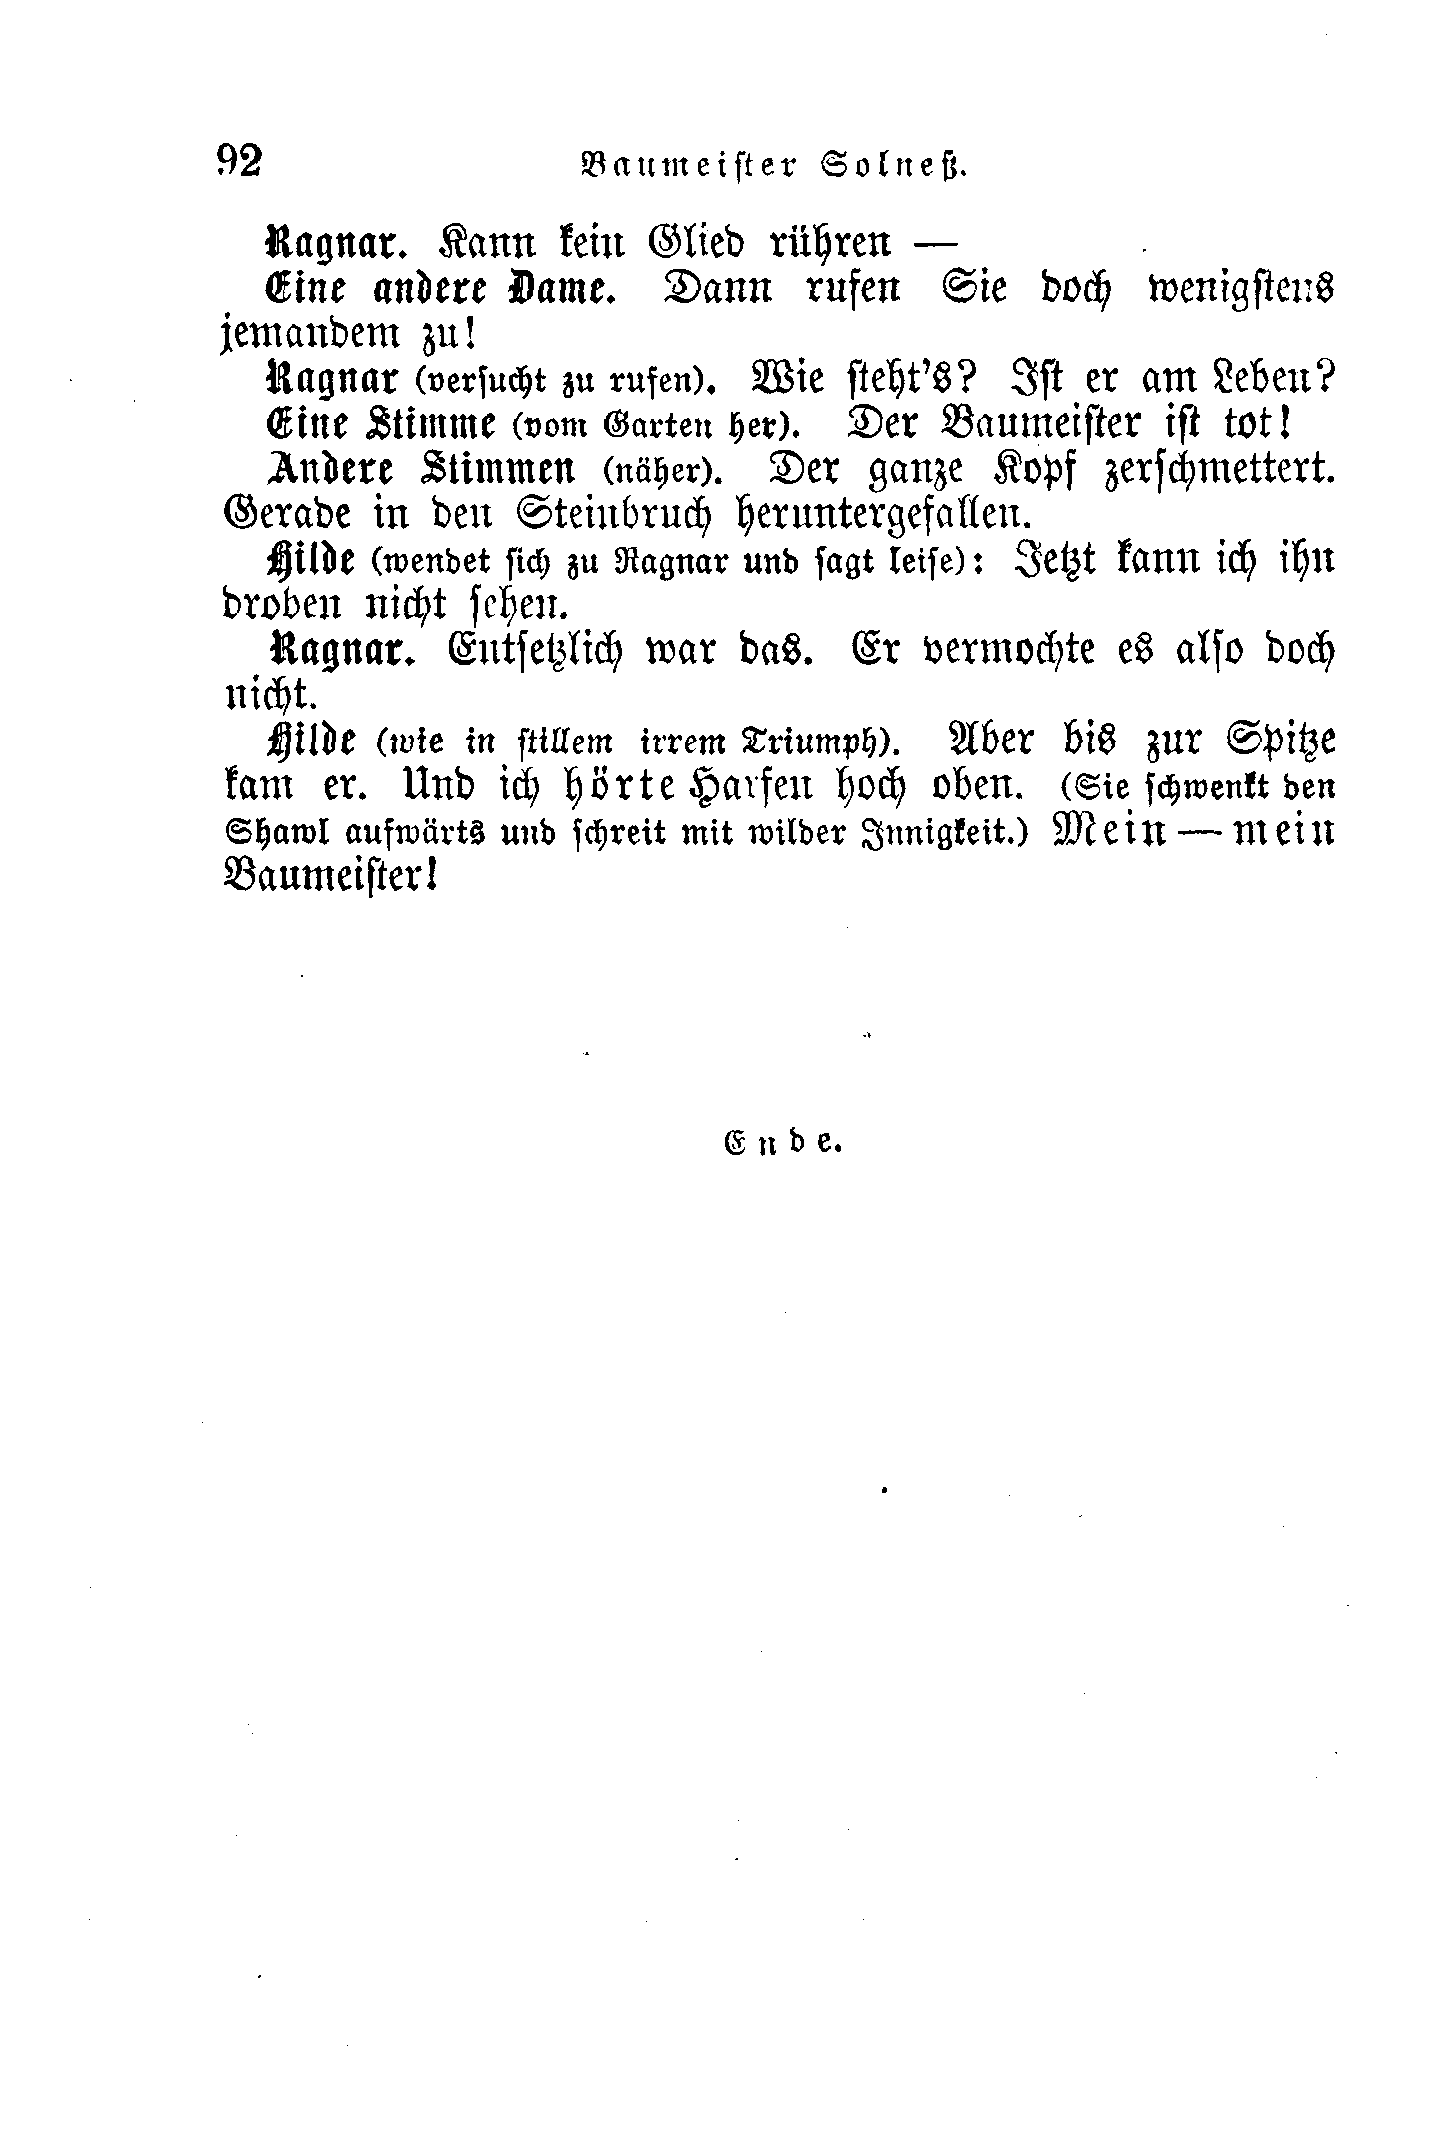 92 Baumeiſter Solneß.
Ragnar. Kann kein Glied rühren —
Eine andere Dame. Dann rufen Sie doch wenigſtens
jemandem zu!
Ragnar (verſucht zu rufen). Wie ſteht's? Iſt er am Leben?
Eine Stimme (vom Garten her). Der Baumeiſter iſt tot!
Andere Stimmen (näher). Der ganze Kopf zerſchmettert.
Gerade in den Steinbruch heruntergefallen.
Hilde (wendet ſich zu Ragnar und ſagt leiſe): Jetzt kann ich ihn
droben nicht ſehen.
Ragnar. Entſetzlich war das. Er vermochte es alſo doch
nicht.
Hilde (wie in ſtillem irrem Triumph). Aber bis zur Spitze
kam er. Und ich hörte Harfen hoch oben. (Sie ſchwenkt den
Shawl aufwärts und ſchreit mit wilder Innigkeit.) Mein — mein
Baumeiſter!
Ende.